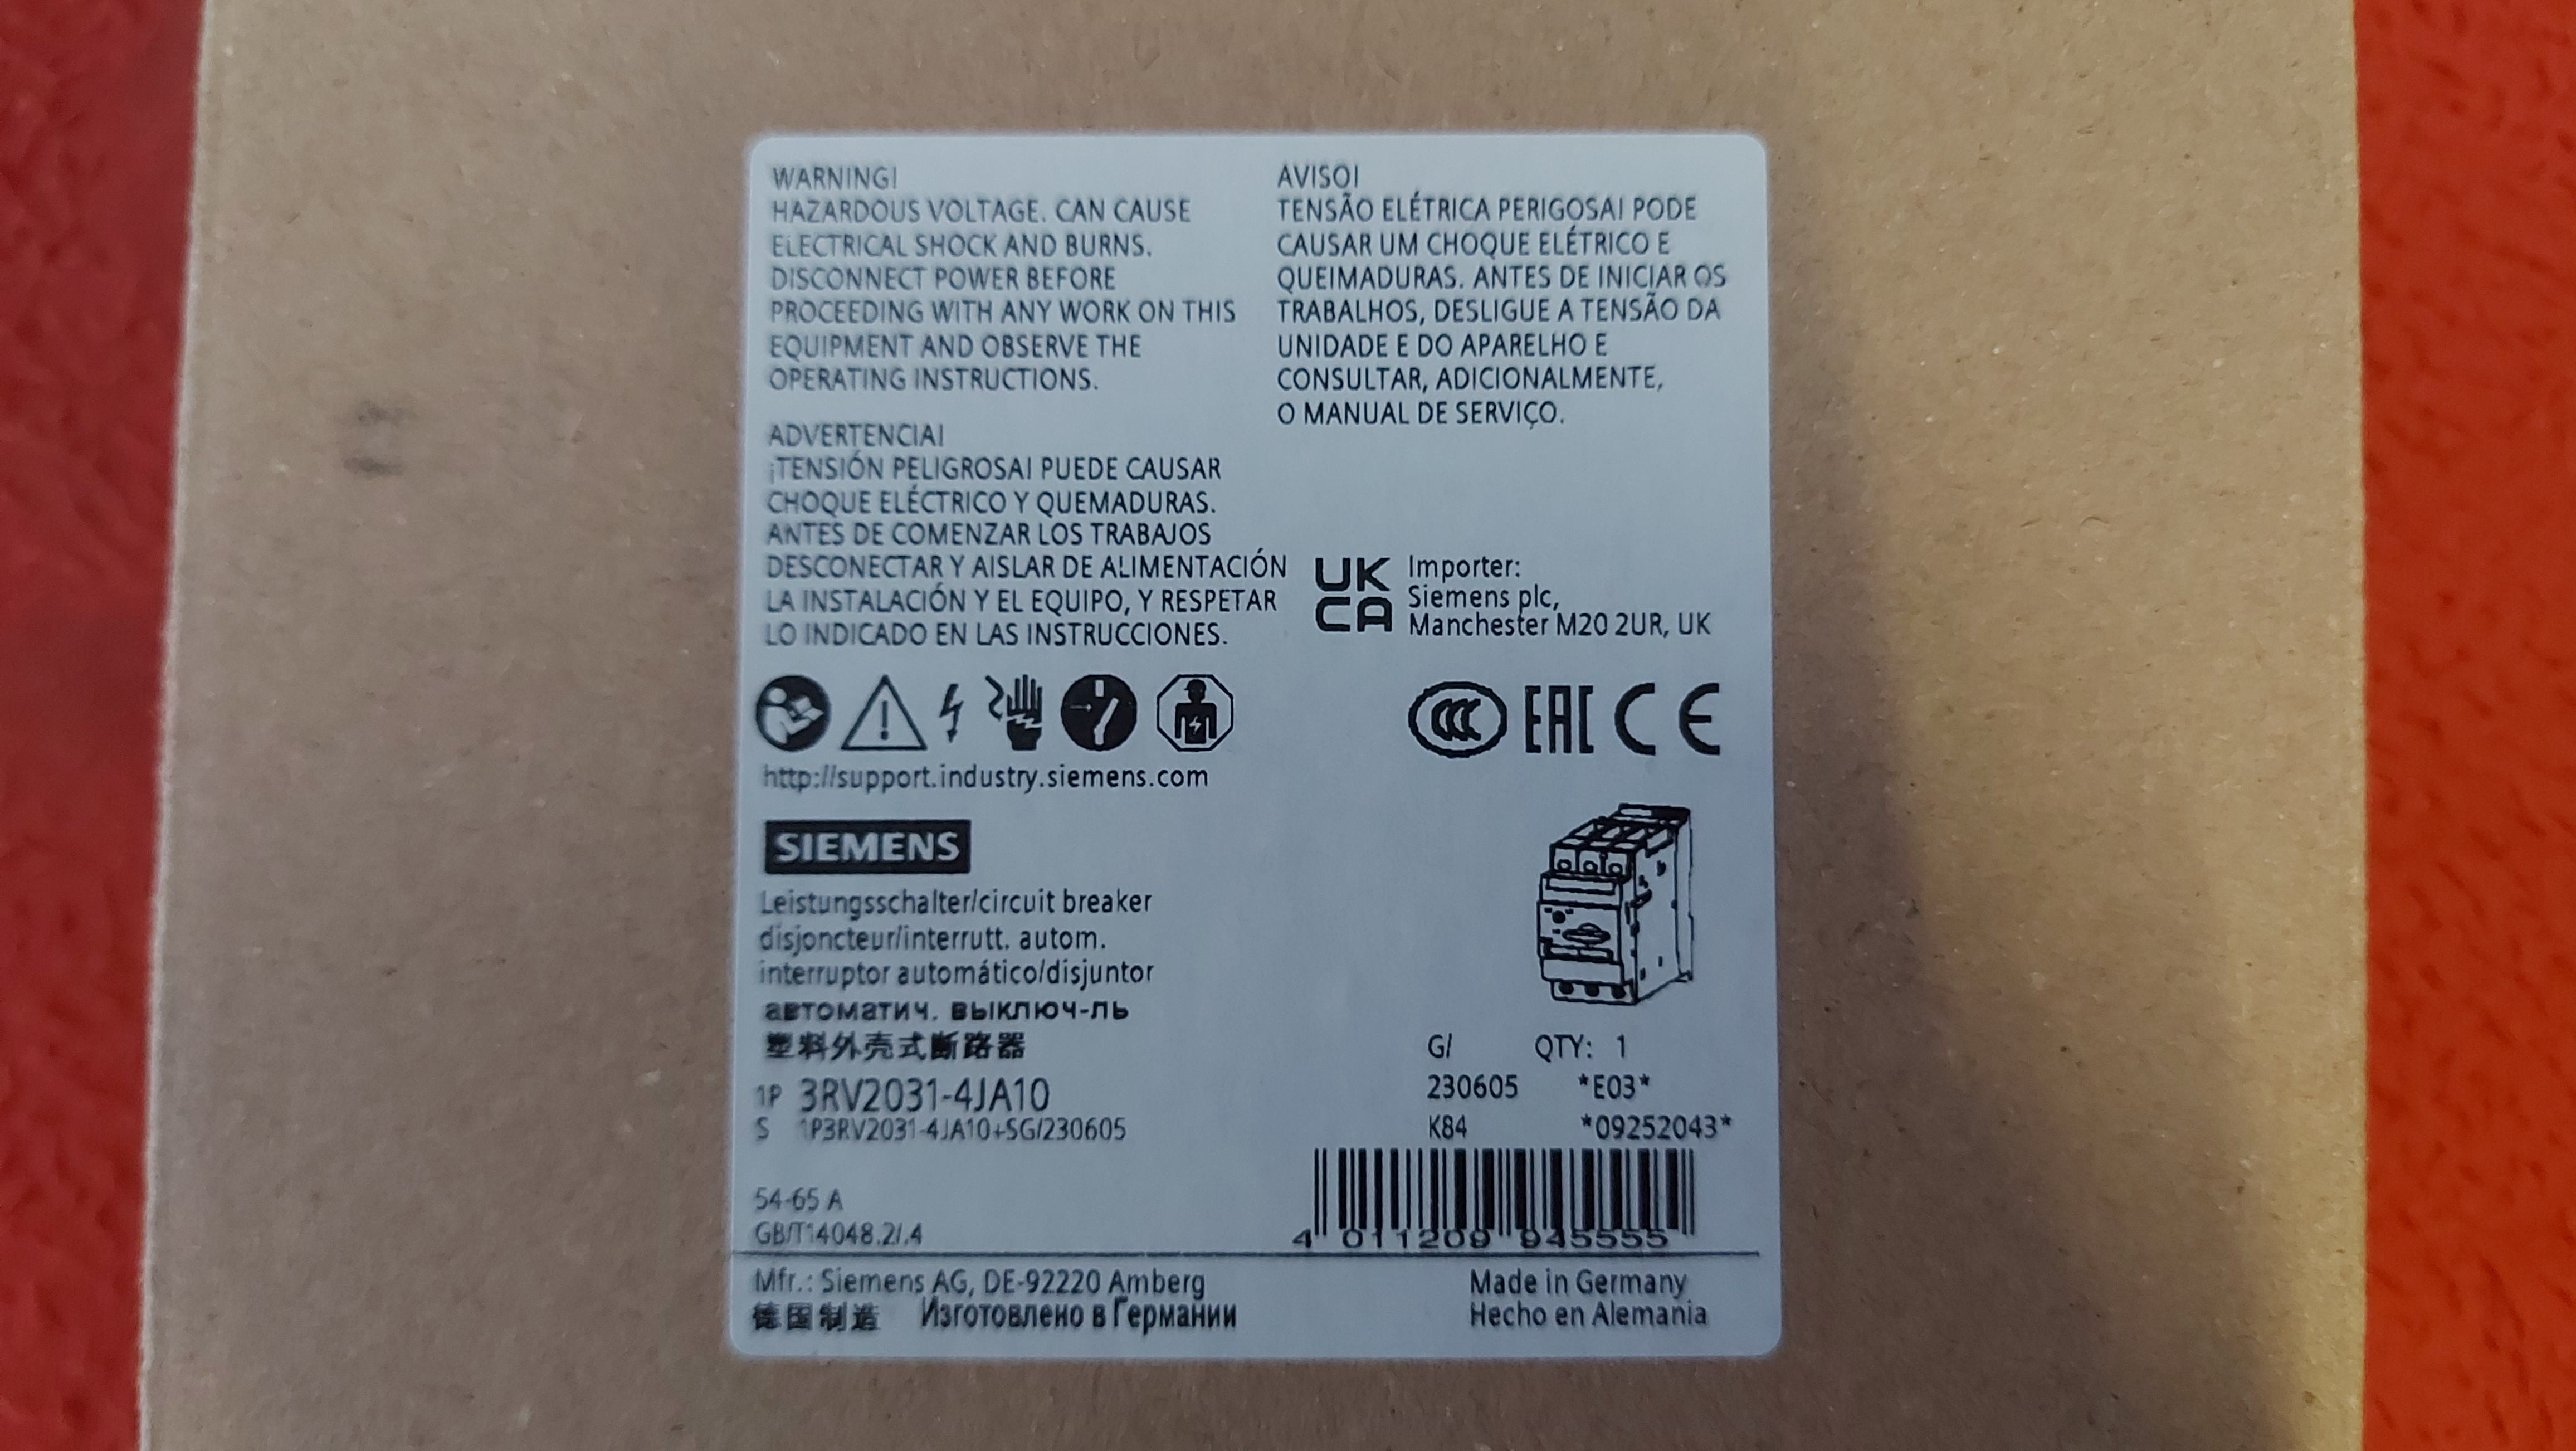 WARNING!
HAZARDOUS VOLTAGE. CAN CAUSE
ELECTRICAL SHOCK AND BURNS.
DISCONNECT POWER BEFORE
PROCEEDING WITH ANY WORK ON THIS
EQUIPMENT AND OBSERVE THE
OPERATING INSTRUCTIONS.
ADVERTENCIA!
¡TENSIÓN PELIGROSA! PUEDE CAUSAR
CHOQUE ELÉCTRICO Y QUEMADURAS.
ANTES DE COMENZAR LOS TRABAJOS
DESCONECTAR Y AISLAR DE ALIMENTACIÓN
LA INSTALACIÓN Y EL EQUIPO, Y RESPETAR
LO INDICADO EN LAS INSTRUCCIONES.
AVISO!
TENSÃO ELÉTRICA PERIGOSA! PODE
CAUSAR UM CHOQUE ELÉTRICO E
QUEIMADURAS. ANTES DE INICIAR OS
TRABALHOS, DESLIGUE A TENSÃO DA
UNIDADE E DO APARELHO E
CONSULTAR, ADICIONALMENTE,
O MANUAL DE SERVIÇO.
UK
CA
Importer:
Siemens plc,
Manchester M20 2UR, UK
CCC EAC CE
http://support.industry.siemens.com
SIEMENS
Leistungsschalter/circuit breaker
disjoncteur/interrutt. autom.
interruptor automático/disjuntor
автоматич. выключ-ль
塑料外壳式断路器
1P 3RV2031-4JA10
S 1P3RV2031-4JA10+SG/230605
G/ QTY: 1
230605 *E03*
K84 *09252043*
54-65 A
GB/T14048.2/.4
4 011209 945555
Mfr.: Siemens AG, DE-92220 Amberg
德国制造 Изготовлено в Германии
Made in Germany
Hecho en Alemania